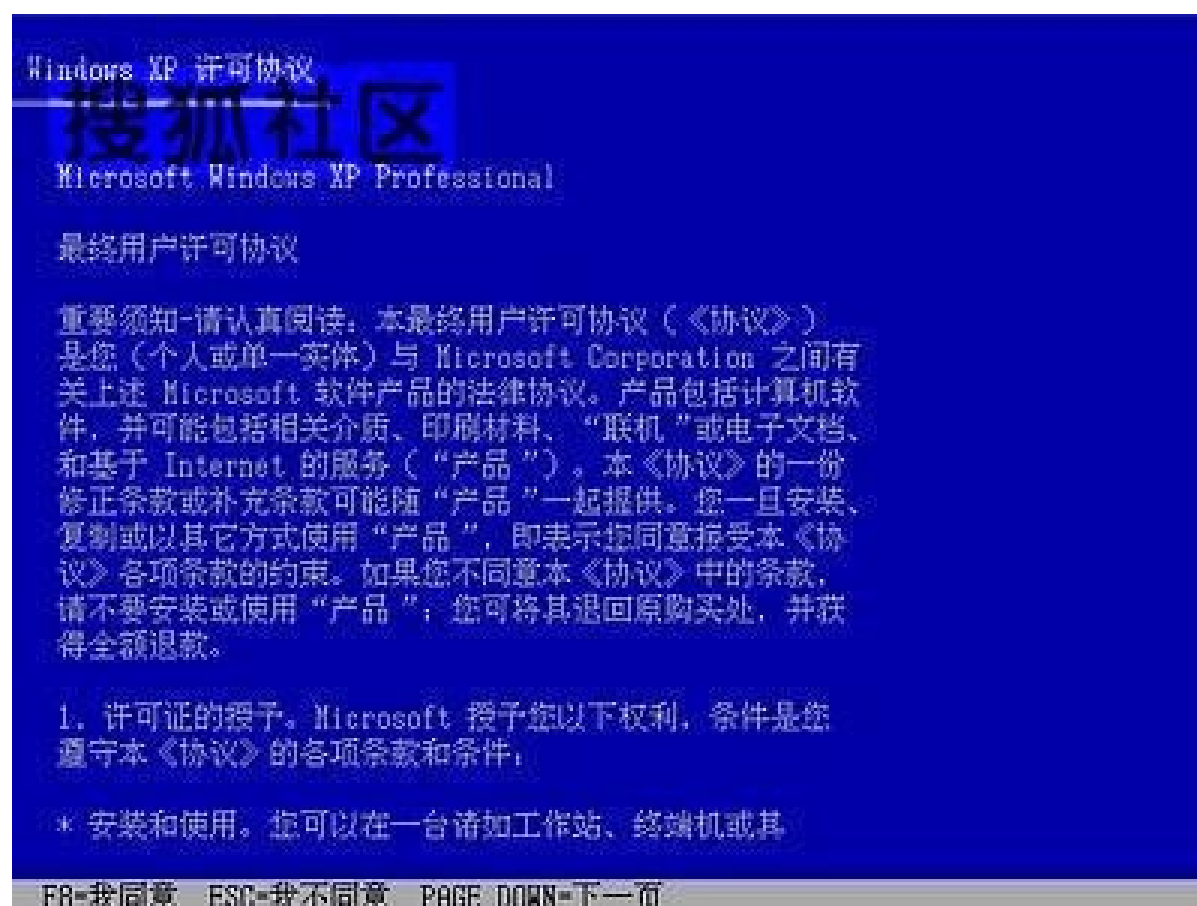 Windows XP 许可协议
搜狐社区
Microsoft Windows XP Professional
最终用户许可协议
重要须知-请认真阅读：本最终用户许可协议（《协议》）
是您（个人或单一实体）与 Microsoft Corporation 之间有
关上述 Microsoft 软件产品的法律协议。产品包括计算机软
件，并可能包括相关介质、印刷材料、“联机”或电子文档、
和基于 Internet 的服务（“产品”）。本《协议》的一份
修正条款或补充条款可能随“产品”一起提供。您一旦安装、
复制或以其它方式使用“产品”，即表示您同意接受本《协
议》各项条款的约束。如果您不同意本《协议》中的条款，
请不要安装或使用“产品”；您可将其退回原购买处，并获
得全额退款。
1. 许可证的授予。Microsoft 授予您以下权利，条件是您
遵守本《协议》的各项条款和条件：
* 安装和使用。您可以在一台诸如工作站、终端机或其
F8=我同意 ESC=我不同意 PAGE DOWN=下一页